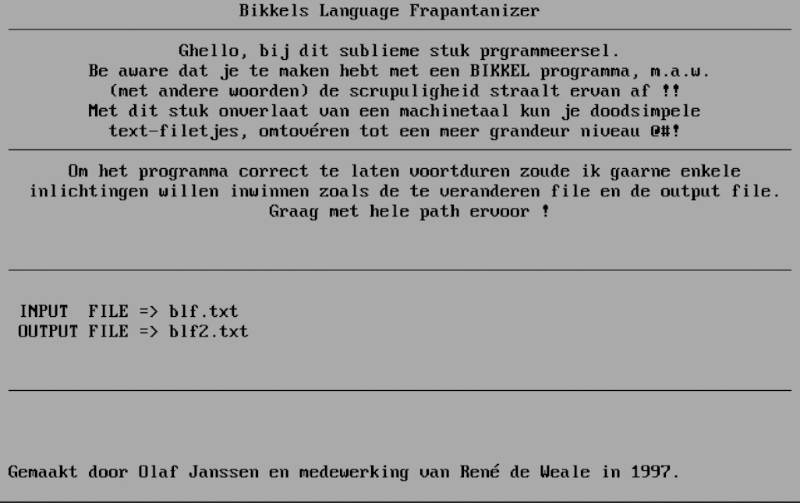 Bikkels Language Frapantanizer
Ghello, bij dit sublieme stuk prgrammeersel.
Be aware dat je te maken hebt met een BIKKEL programma, m.a.w.
(met andere woorden) de scrupuligheid straalt ervan af !!
Met dit stuk onverlaat van een machinetaal kun je doodsimpele
text-filetjes, omtovéren tot een meer grandeur niveau @#!
Om het programma correct te laten voortduren zoude ik gaarne enkele
inlichtingen willen inwinnen zoals de te veranderen file en de output file.
Graag met hele path ervoor !
INPUT  FILE => blf.txt
OUTPUT FILE => blf2.txt
Gemaakt door Olaf Janssen en medewerking van René de Weale in 1997.